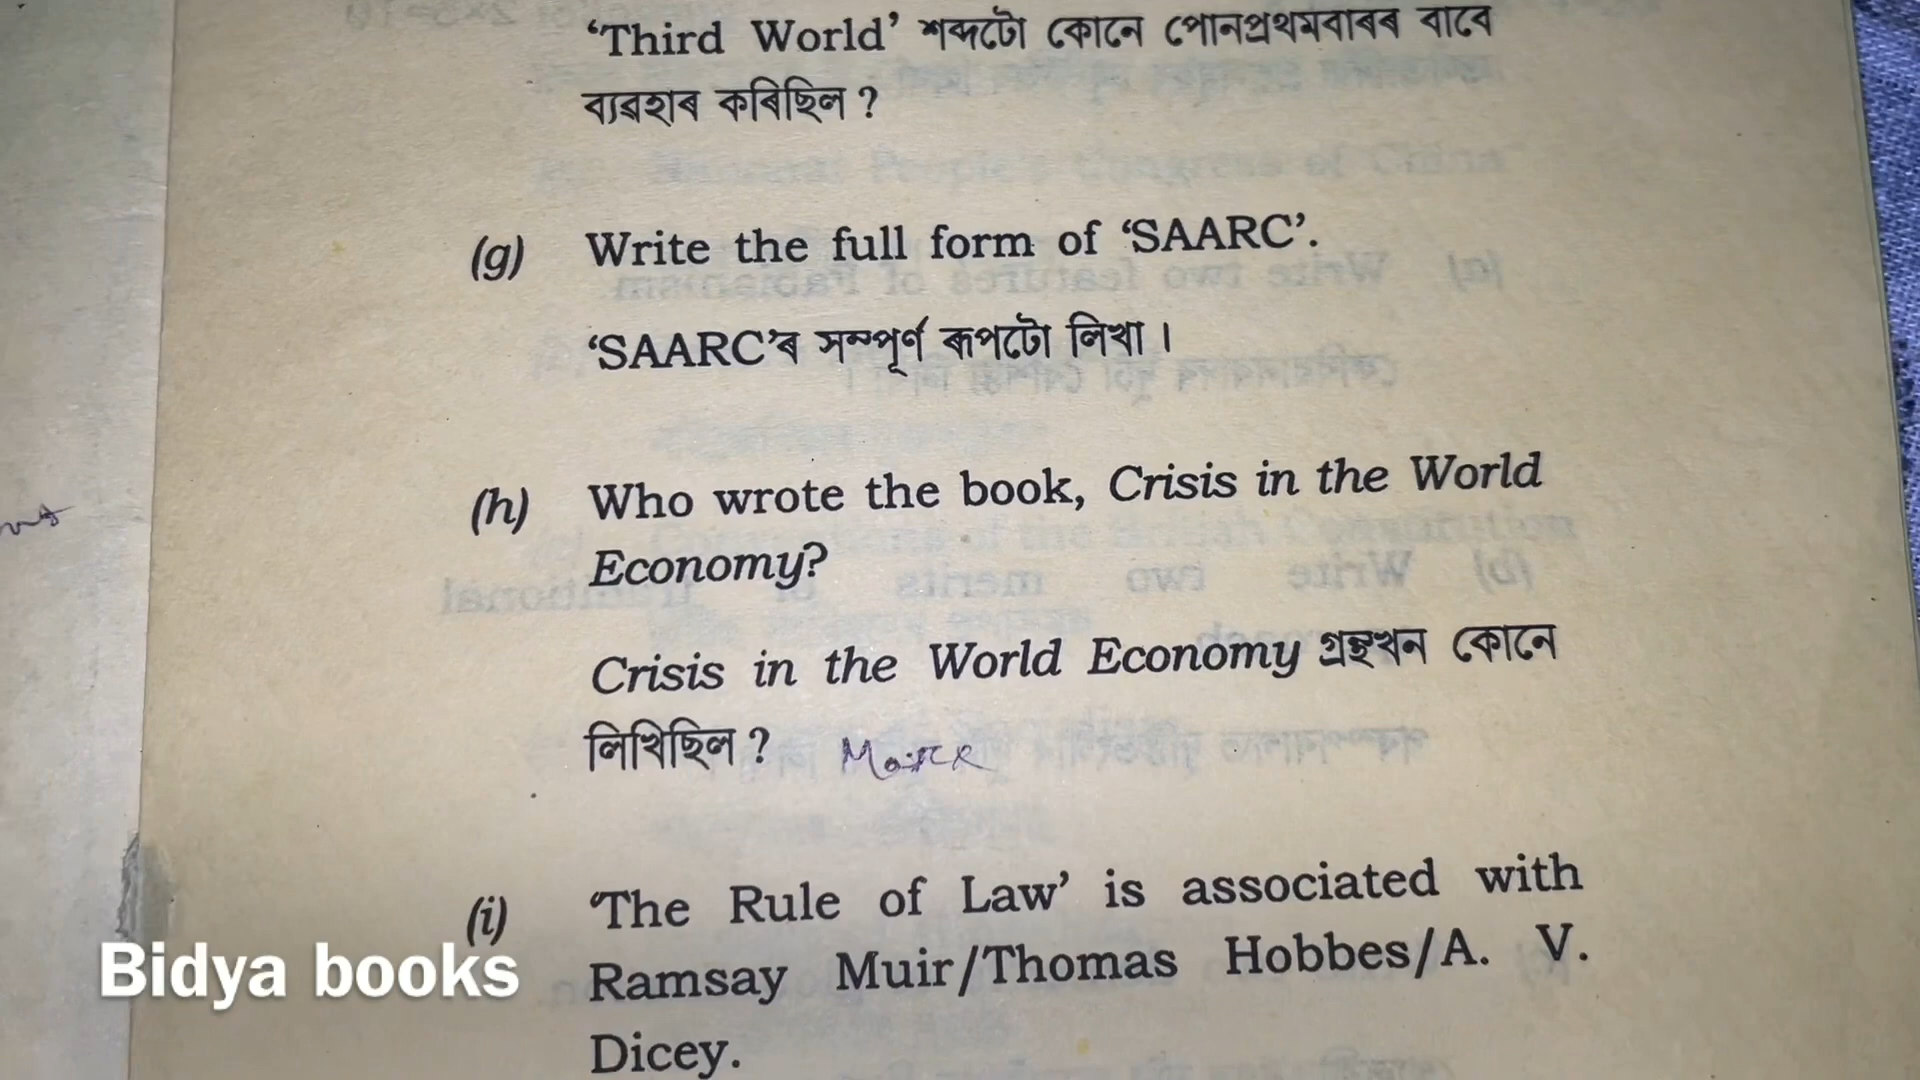 'Third World' শব্দটো কোনে পোনপ্ৰথমবাৰৰ বাবে
ব্যৱহাৰ কৰিছিল ?
(g) Write the full form of 'SAARC'.
'SAARC'ৰ সম্পূৰ্ণ ৰূপটো লিখা ।
(h) Who wrote the book, Crisis in the World
Economy?
Crisis in the World Economy গ্ৰন্থখন কোনে
লিখিছিল ?
(i) 'The Rule of Law' is associated with
Ramsay Muir/Thomas Hobbes/A. V.
Dicey.
Bidya books